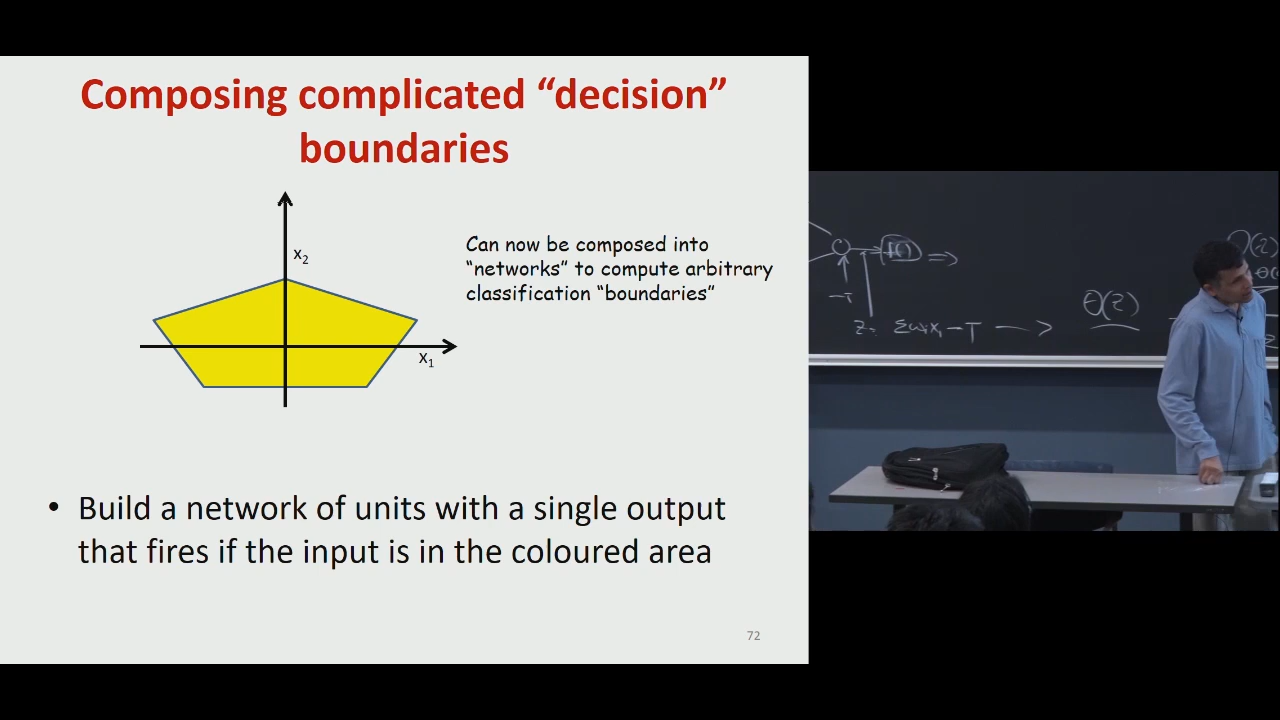 Composing complicated “decision”
boundaries
x2
Can now be composed into
“networks” to compute arbitrary
classification “boundaries”
x1
• Build a network of units with a single output
that fires if the input is in the coloured area
72
-T
Z = Σwixi - T
Θ(z)